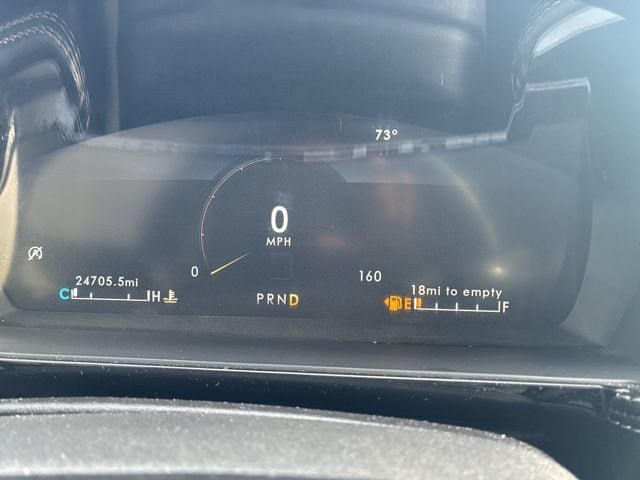 73°
0
MPH
0
160
24705.5mi
18mi to empty
C H
PRND
E F